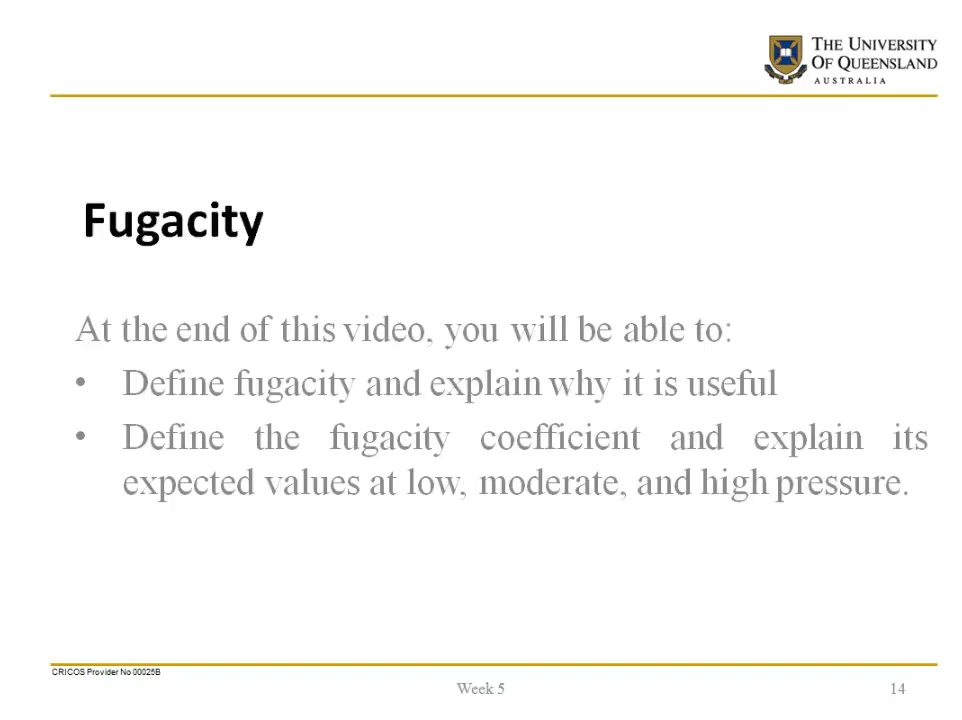 THE UNIVERSITY
OF QUEENSLAND
AUSTRALIA
Fugacity
At the end of this video, you will be able to:
• Define fugacity and explain why it is useful
• Define the fugacity coefficient and explain its
expected values at low, moderate, and high pressure.
CRICOS Provider No 00025B
Week 5
14